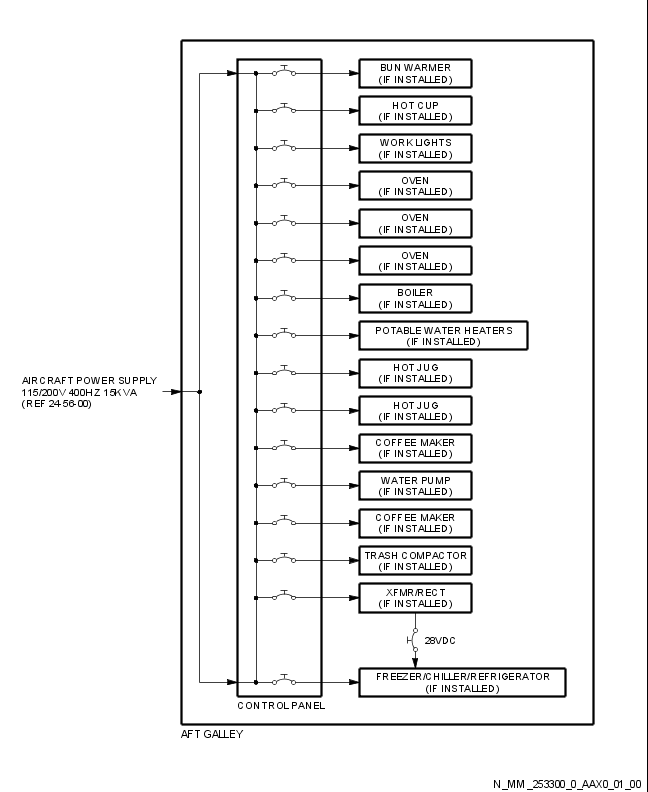 BUN WARMER
(IF INSTALLED)
HOT CUP
(IF INSTALLED)
WORK LIGHTS
(IF INSTALLED)
OVEN
(IF INSTALLED)
OVEN
(IF INSTALLED)
OVEN
(IF INSTALLED)
BOILER
(IF INSTALLED)
POTABLE WATER HEATERS
(IF INSTALLED)
HOT JUG
(IF INSTALLED)
AIRCRAFT POWER SUPPLY
115/200V 400HZ 15KVA
(REF 24-56-00)
HOT JUG
(IF INSTALLED)
COFFEE MAKER
(IF INSTALLED)
WATER PUMP
(IF INSTALLED)
COFFEE MAKER
(IF INSTALLED)
TRASH COMPACTOR
(IF INSTALLED)
XFMR/RECT
(IF INSTALLED)
28VDC
FREEZER/CHILLER/REFRIGERATOR
(IF INSTALLED)
CONTROL PANEL
AFT GALLEY
N_MM_253300_0_AAX0_01_00